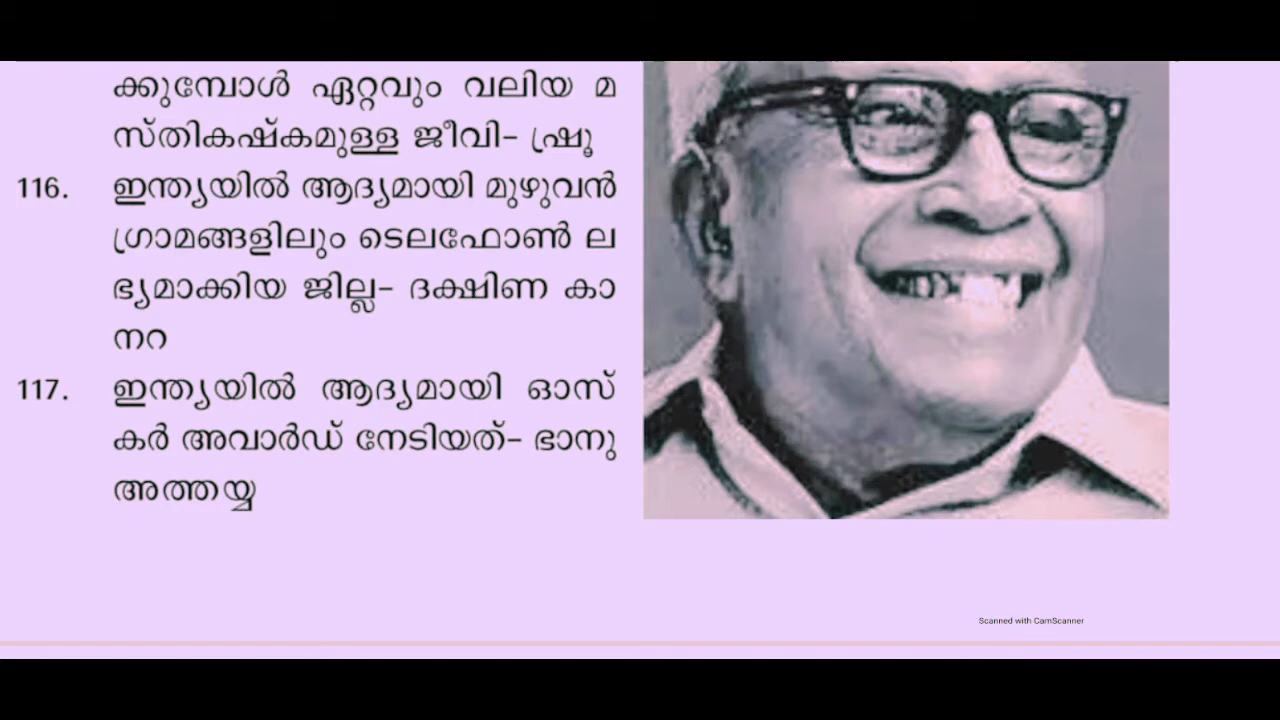 ക്കുമ്പോൾ ഏറ്റവും വലിയ മ
സ്തികഷ്കമുള്ള ജീവി- ഷ്രൂ
116. ഇന്ത്യയിൽ ആദ്യമായി മുഴുവൻ
ഗ്രാമങ്ങളിലും ടെലഫോൺ ല
ഭ്യമാക്കിയ ജില്ല- ദക്ഷിണ കാ
നറ
117. ഇന്ത്യയിൽ ആദ്യമായി ഓസ്
കർ അവാർഡ് നേടിയത്- ഭാനു
അത്തയ്യ
Scanned with CamScanner